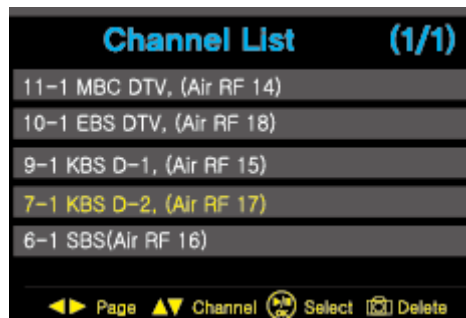 Channel List (1/1)
11-1 MBC DTV, (Air RF 14)
10-1 EBS DTV, (Air RF 18)
9-1 KBS D-1, (Air RF 15)
7-1 KBS D-2, (Air RF 17)
6-1 SBS(Air RF 16)
◀▶ Page ▲▼ Channel Select Delete